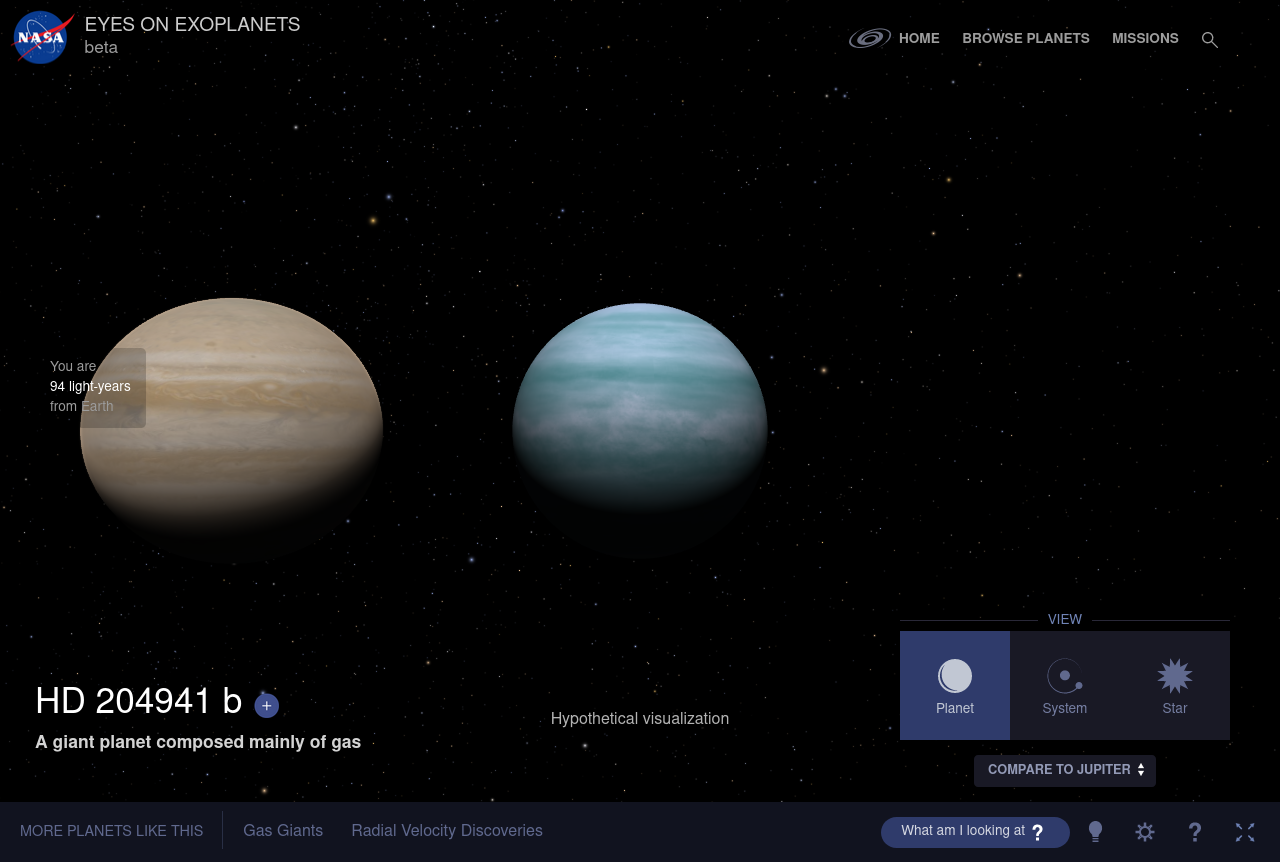 NASA
EYES ON EXOPLANETS
beta
HOME
BROWSE PLANETS
MISSIONS
You are
94 light-years
from Earth
VIEW
Planet
System
Star
HD 204941 b +
A giant planet composed mainly of gas
Hypothetical visualization
COMPARE TO JUPITER
MORE PLANETS LIKE THIS
Gas Giants
Radial Velocity Discoveries
What am I looking at ?
?